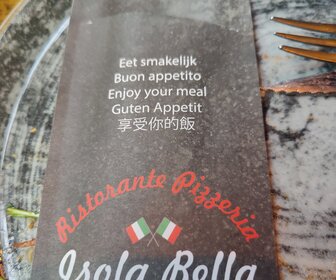 Eet smakelijk
Buon appetito
Enjoy your meal
Guten Appetit
享受你的飯
Ristorante Pizzeria
Isola Bella